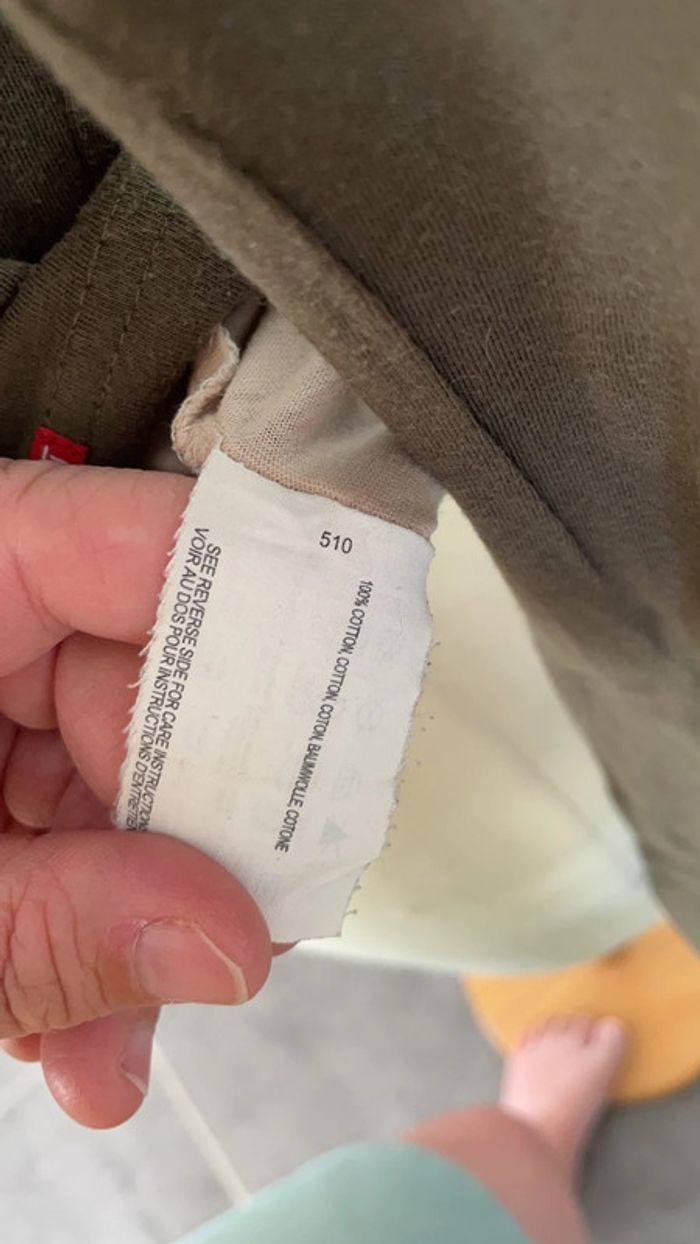 510
100% COTTON, COTTON, COTON, BAUMWOLLE, COTONE
SEE REVERSE SIDE FOR CARE INSTRUCTIONS
VOIR AU DOS POUR INSTRUCTIONS D'ENTRETIEN